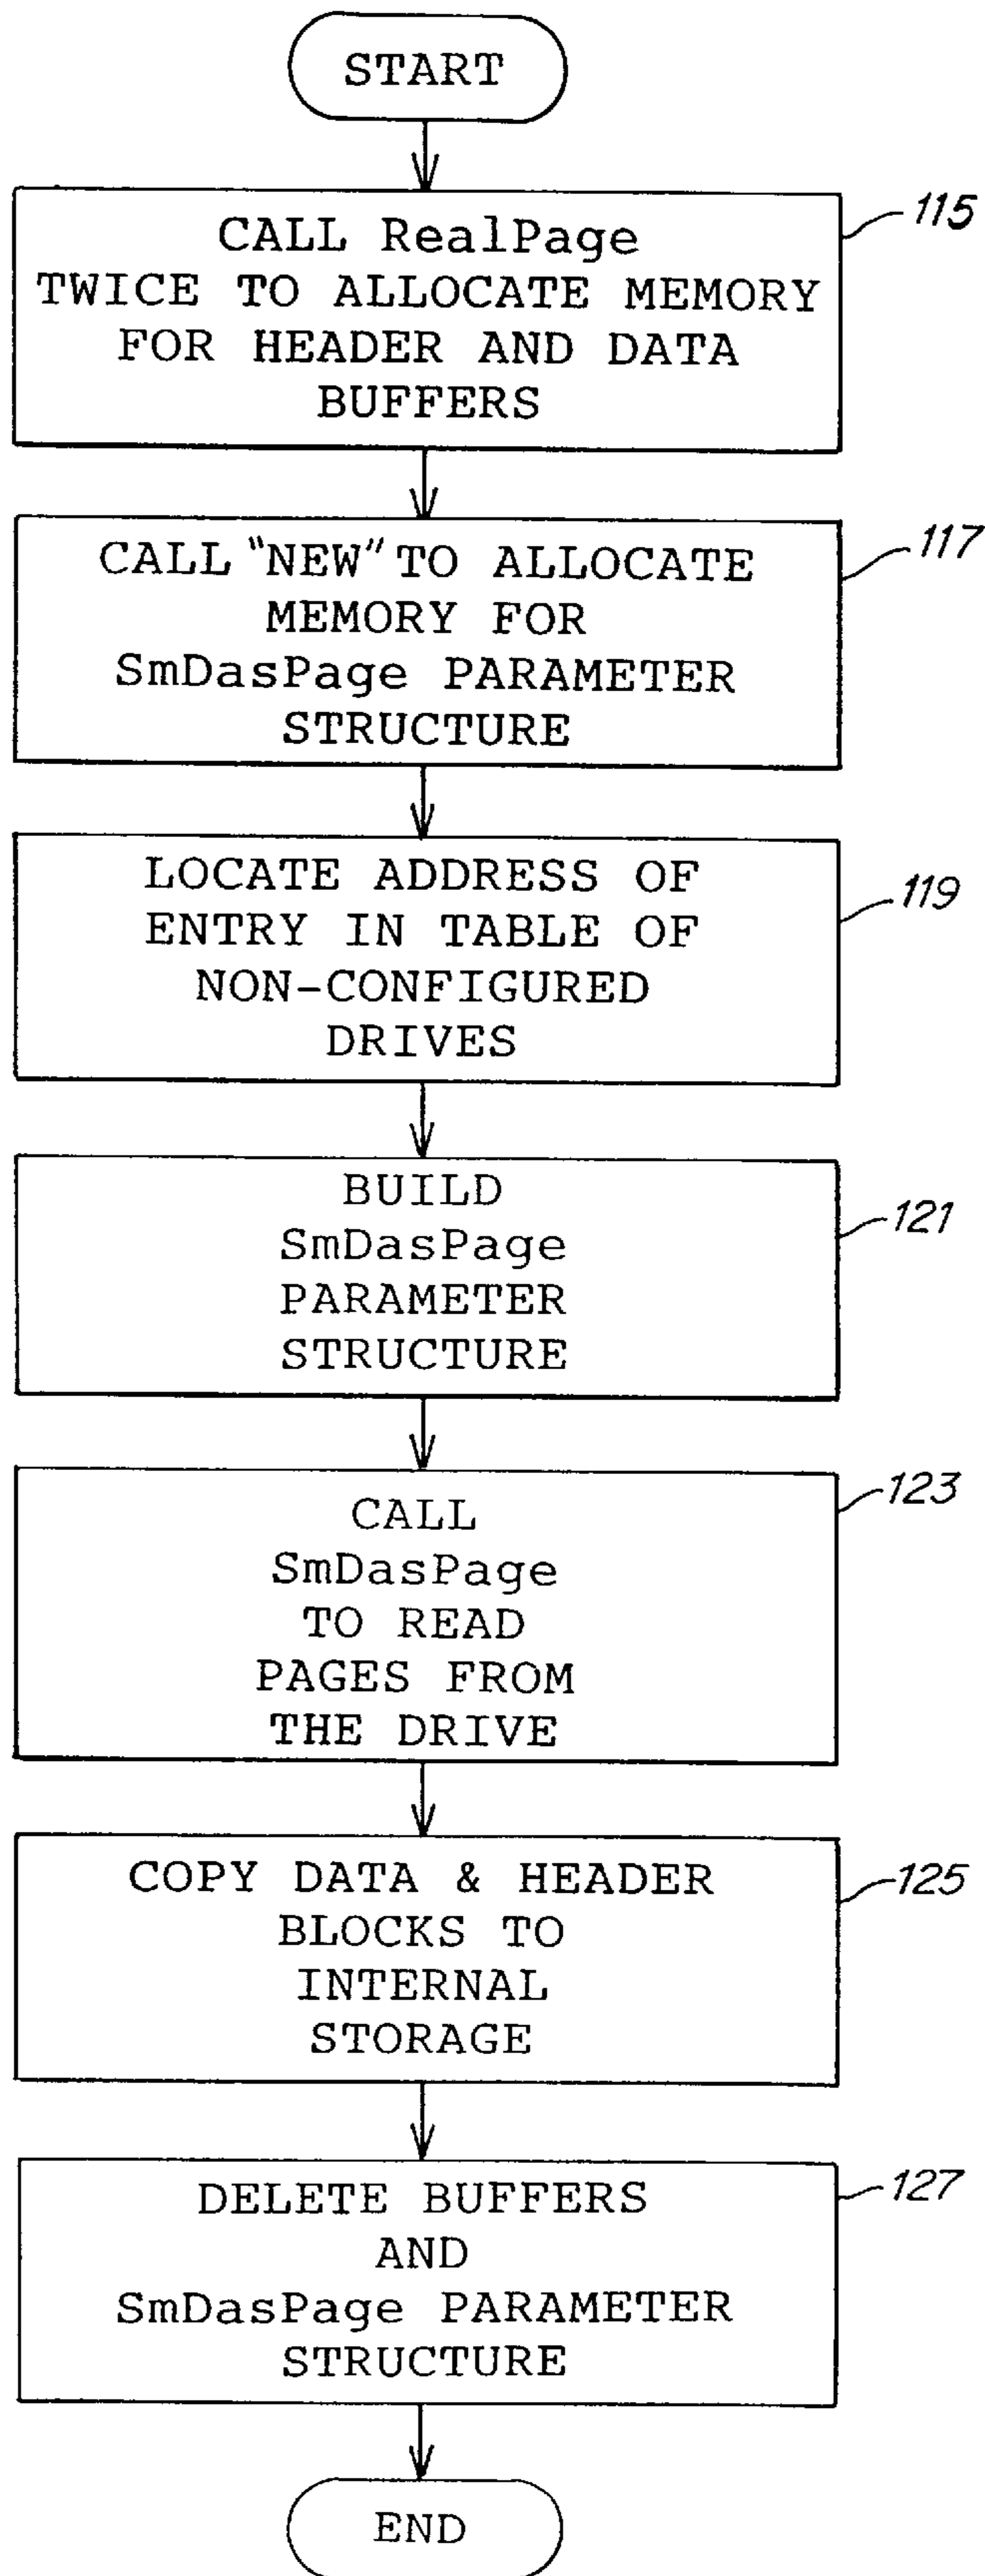 START
CALL RealPage
TWICE TO ALLOCATE MEMORY
FOR HEADER AND DATA
BUFFERS
115
CALL "NEW" TO ALLOCATE
MEMORY FOR
SmDasPage PARAMETER
STRUCTURE
117
LOCATE ADDRESS OF
ENTRY IN TABLE OF
NON-CONFIGURED
DRIVES
119
BUILD
SmDasPage
PARAMETER
STRUCTURE
121
CALL
SmDasPage
TO READ
PAGES FROM
THE DRIVE
123
COPY DATA & HEADER
BLOCKS TO
INTERNAL
STORAGE
125
DELETE BUFFERS
AND
SmDasPage PARAMETER
STRUCTURE
127
END